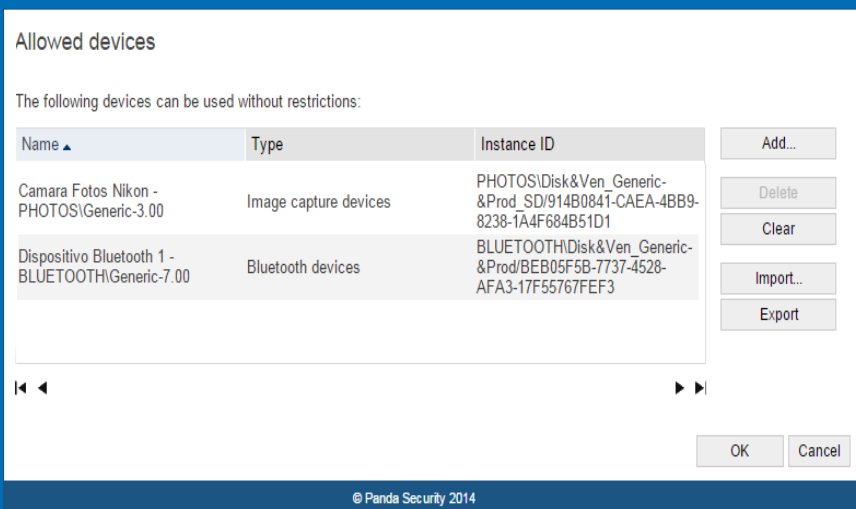 Allowed devices
The following devices can be used without restrictions:
Name Type Instance ID
Add...
Camara Fotos Nikon -
PHOTOS\Generic-3.00
Image capture devices
PHOTOS\Disk&Ven_Generic-
&Prod_SD/914B0841-CAEA-4BB9-
8238-1A4F684B51D1
Delete
Clear
Dispositivo Bluetooth 1 -
BLUETOOTH\Generic-7.00
Bluetooth devices
BLUETOOTH\Disk&Ven_Generic-
&Prod/BEB05F5B-7737-4528-
AFA3-17F55767FEF3
Import...
Export
OK Cancel
© Panda Security 2014